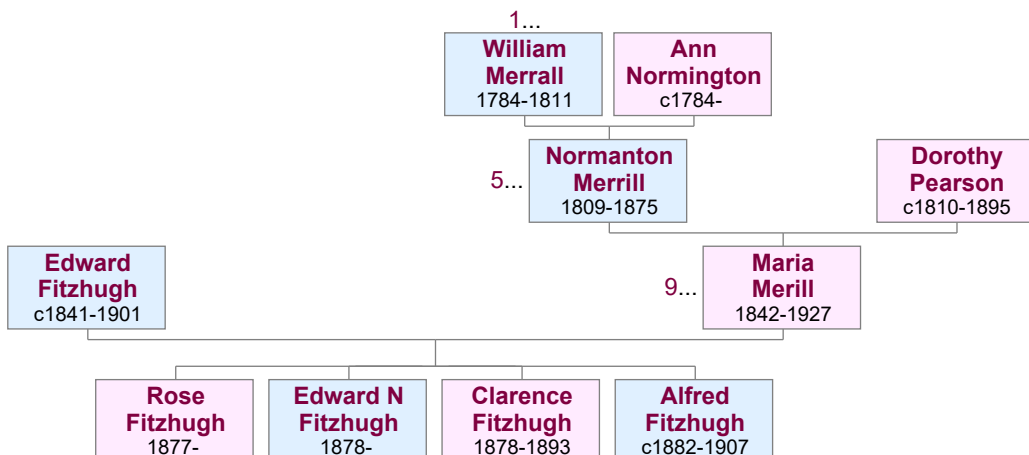 1...
William
Merrall
1784-1811
Ann
Normington
c1784-
5...
Normanton
Merrill
1809-1875
Dorothy
Pearson
c1810-1895
Edward
Fitzhugh
c1841-1901
9...
Maria
Merill
1842-1927
Rose
Fitzhugh
1877-
Edward N
Fitzhugh
1878-
Clarence
Fitzhugh
1878-1893
Alfred
Fitzhugh
c1882-1907